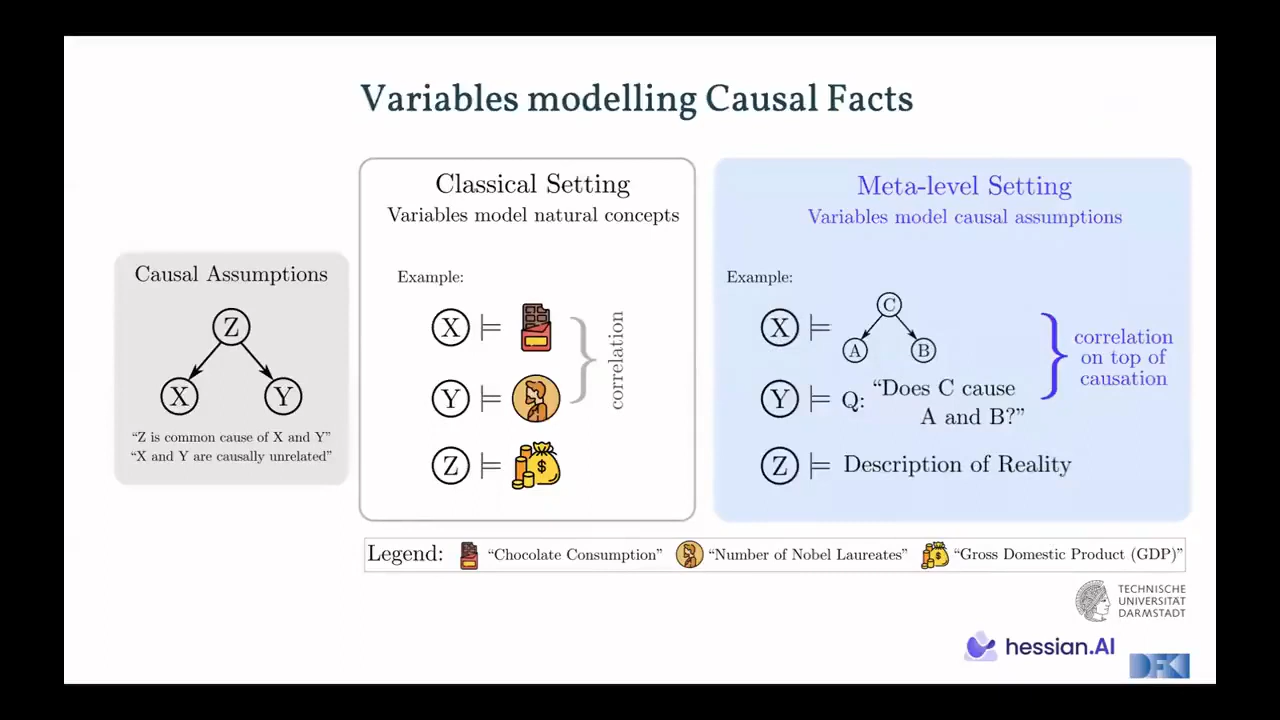 Variables modelling Causal Facts
Causal Assumptions
Z
X
Y
“Z is common cause of X and Y”
“X and Y are causally unrelated”
Classical Setting
Variables model natural concepts
Example:
X ⊨
Y ⊨
Z ⊨
correlation
Meta-level Setting
Variables model causal assumptions
Example:
X ⊨
C
A
B
Y ⊨ Q: “Does C cause
A and B?”
Z ⊨ Description of Reality
correlation
on top of
causation
Legend: “Chocolate Consumption” “Number of Nobel Laureates” “Gross Domestic Product (GDP)”
TECHNISCHE
UNIVERSITÄT
DARMSTADT
hessian.AI
DFKI